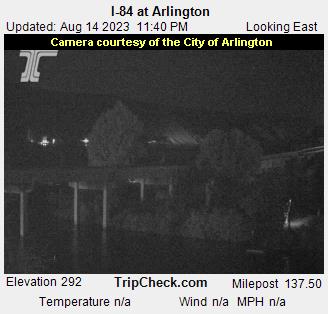 I-84 at Arlington
Updated: Aug 14 2023 11:40 PM Looking East
Camera courtesy of the City of Arlington
Elevation 292 TripCheck.com Milepost 137.50
Temperature n/a Wind n/a MPH n/a